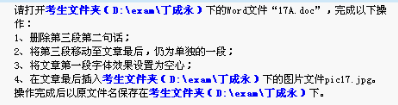 请打开考生文件夹(D:\exam\丁成永)下的Word文件“17A.doc”,完成以下操
作:
1、删除第三段第二句话;
2、将第三段移动至文章最后,仍为单独的一段;
3、将文章第一段字体效果设置为空心;
4、在文章最后插入考生文件夹(D:\exam\丁成永)下的图片文件pic17.jpg。
操作完成后以原文件名保存在考生文件夹(D:\exam\丁成永)下。